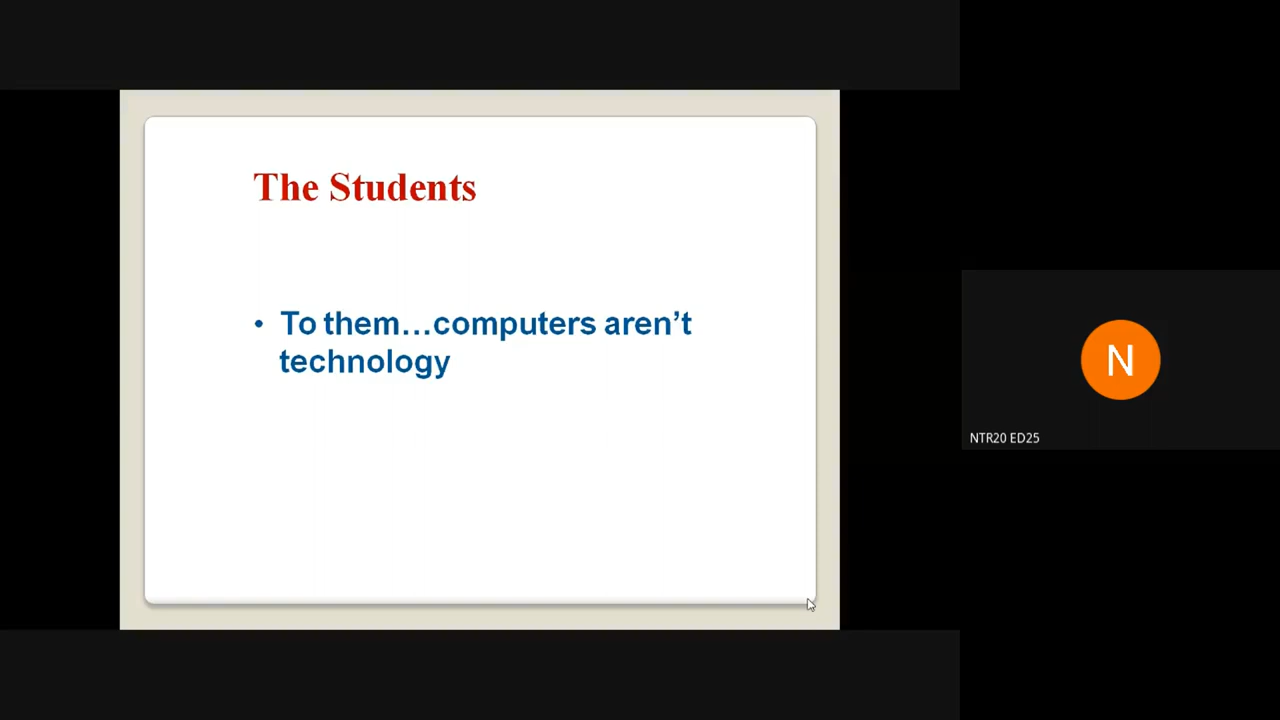 The Students
• To them…computers aren’t
technology
N
NTR20 ED25